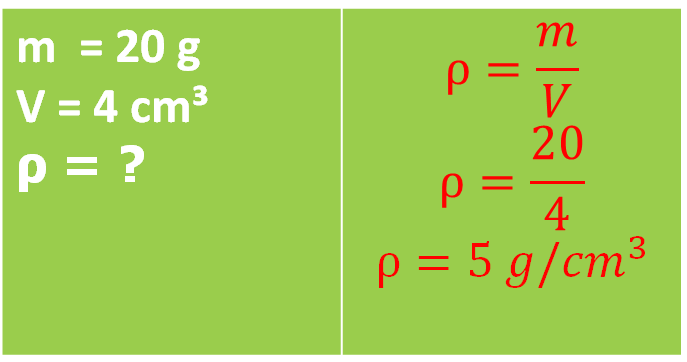 m = 20 g
V = 4 cm³
ρ = ?
ρ = m/V
ρ = 20/4
ρ = 5 g/cm³